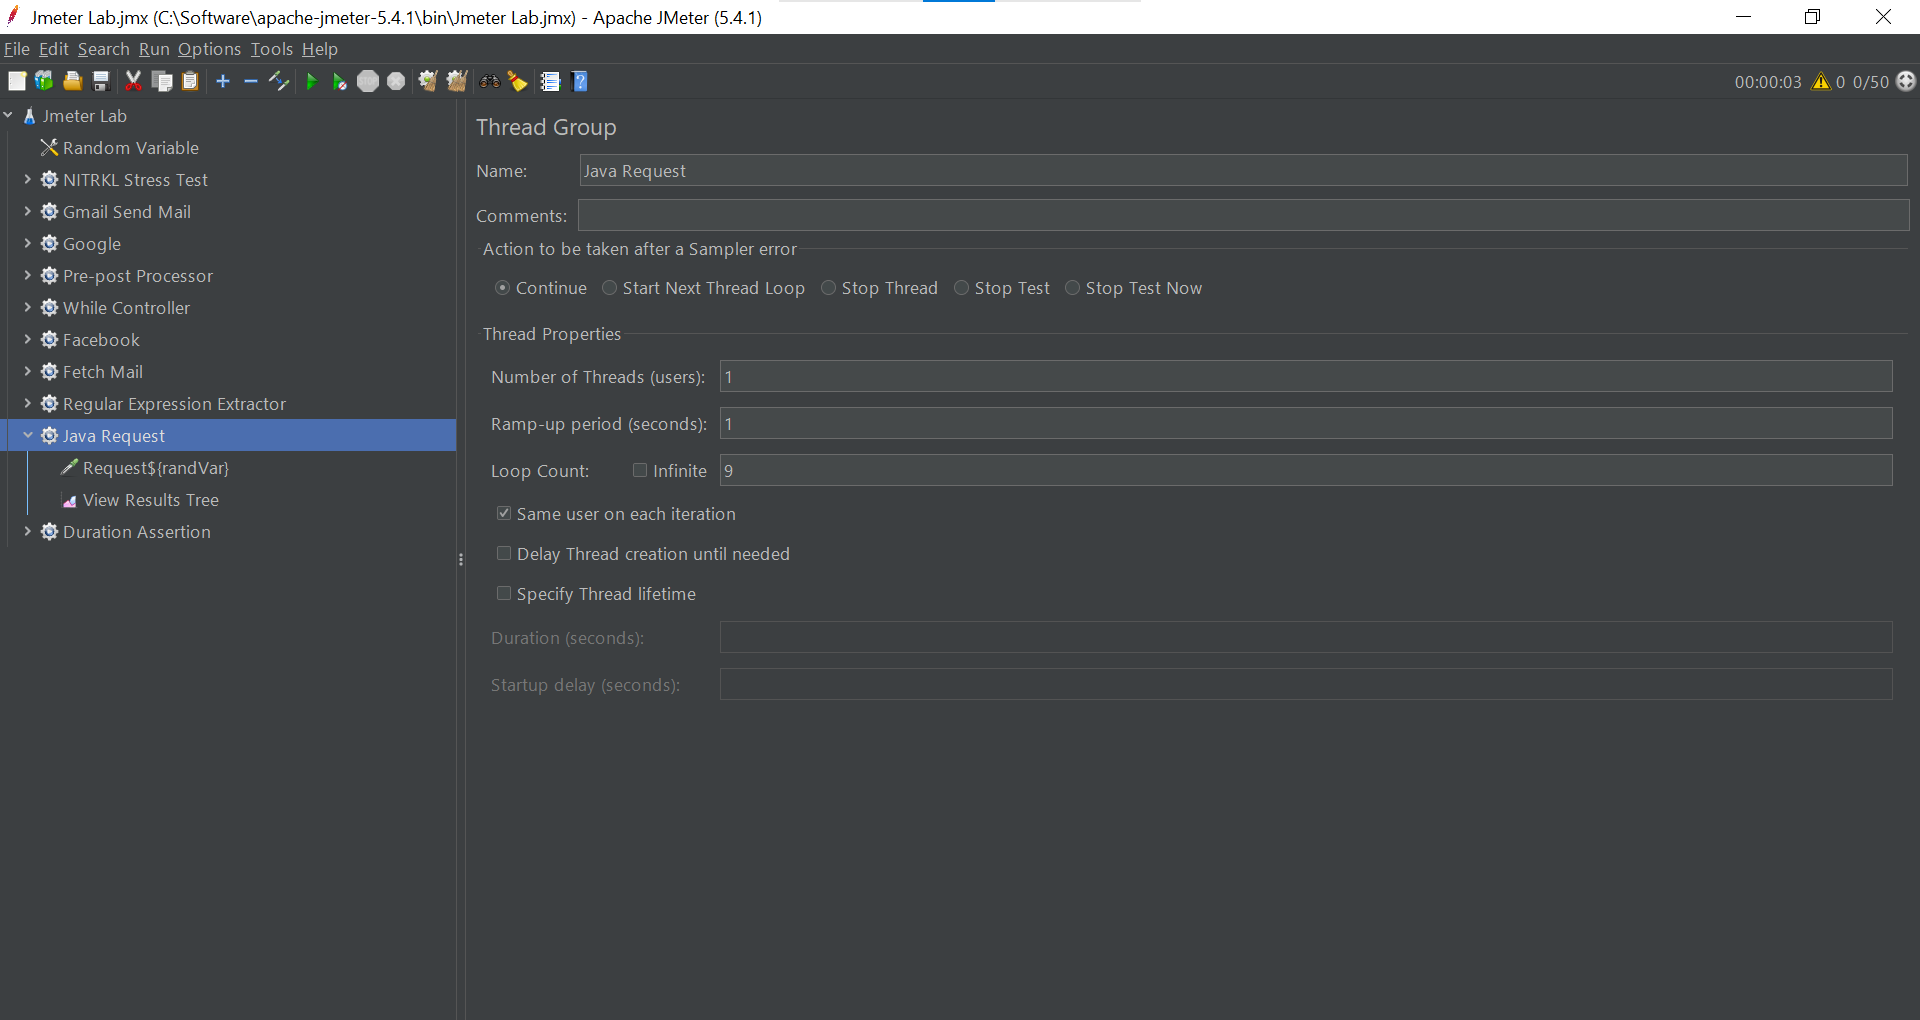 Jmeter Lab.jmx (C:\Software\apache-jmeter-5.4.1\bin\Jmeter Lab.jmx) - Apache JMeter (5.4.1)
File Edit Search Run Options Tools Help
00:00:03 0 0/50
Jmeter Lab
Random Variable
NITRKL Stress Test
Gmail Send Mail
Google
Pre-post Processor
While Controller
Facebook
Fetch Mail
Regular Expression Extractor
Java Request
Request${randVar}
View Results Tree
Duration Assertion
Thread Group
Name: Java Request
Comments:
Action to be taken after a Sampler error
Continue Start Next Thread Loop Stop Thread Stop Test Stop Test Now
Thread Properties
Number of Threads (users): 1
Ramp-up period (seconds): 1
Loop Count: Infinite 9
Same user on each iteration
Delay Thread creation until needed
Specify Thread lifetime
Duration (seconds):
Startup delay (seconds):